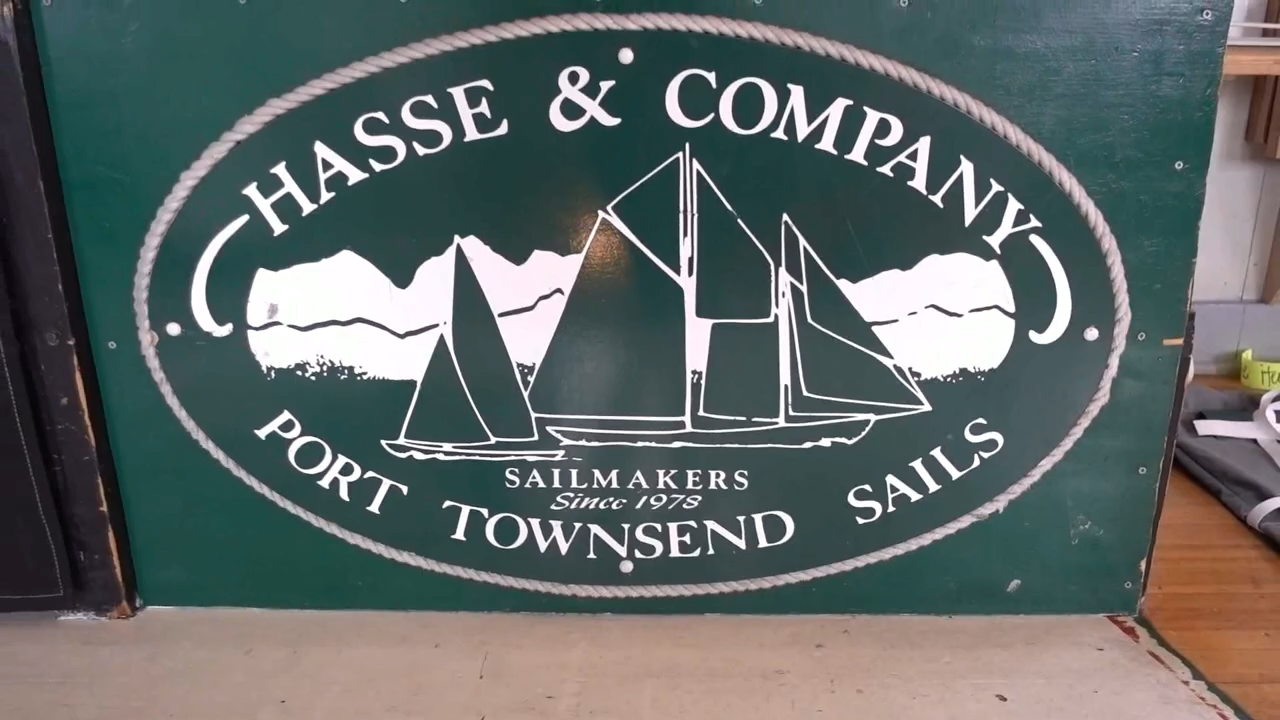 HASSE & COMPANY
SAILMAKERS
Since 1978
PORT TOWNSEND SAILS